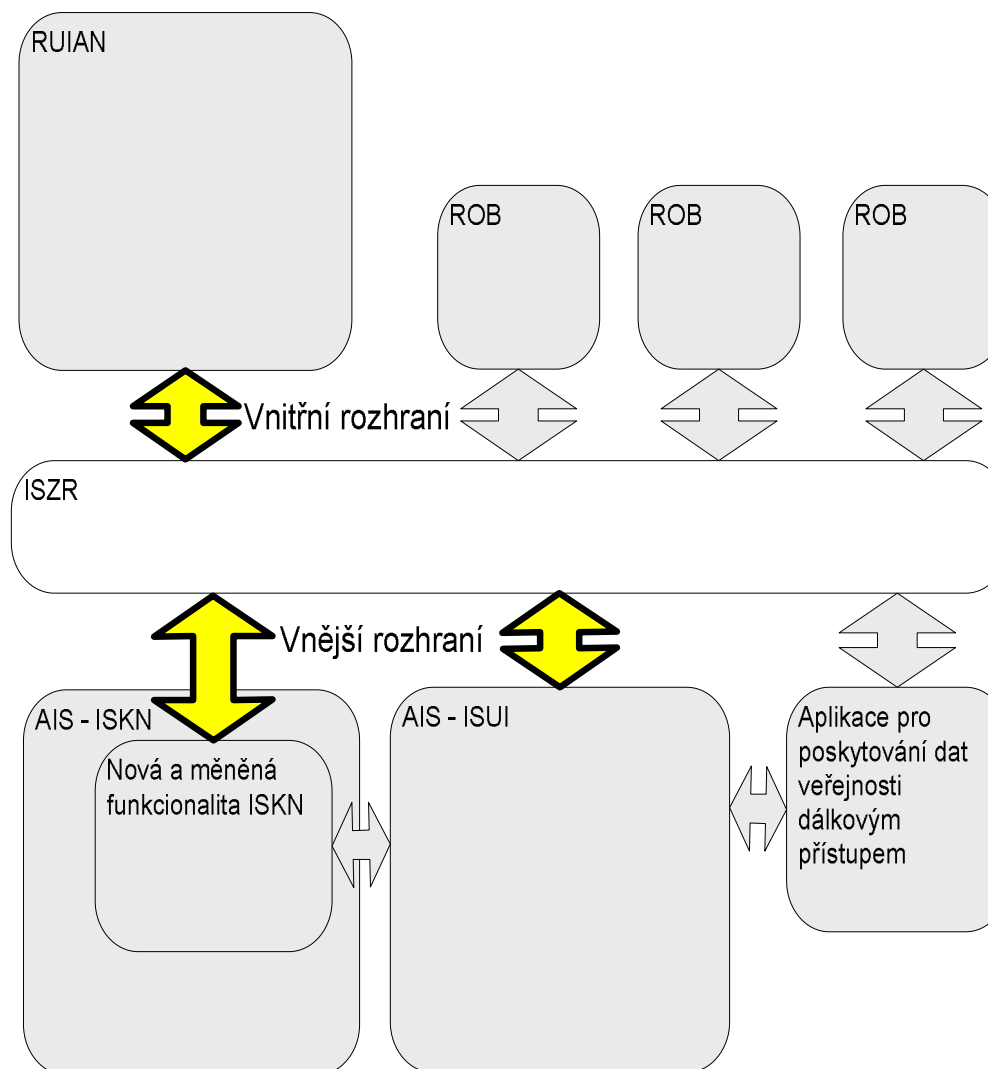 RUIAN
ROB
ROB
ROB
Vnitřní rozhraní
ISZR
Vnější rozhraní
AIS - ISKN
Nová a měněná
funkcionalita ISKN
AIS - ISUI
Aplikace pro
poskytování dat
veřejnosti
dálkovým
přístupem